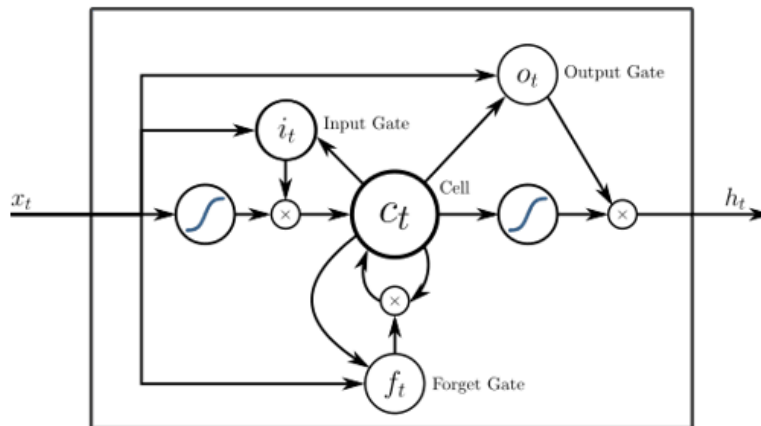 o_t Output Gate
i_t Input Gate
x_t
×
c_t Cell
×
h_t
×
f_t Forget Gate